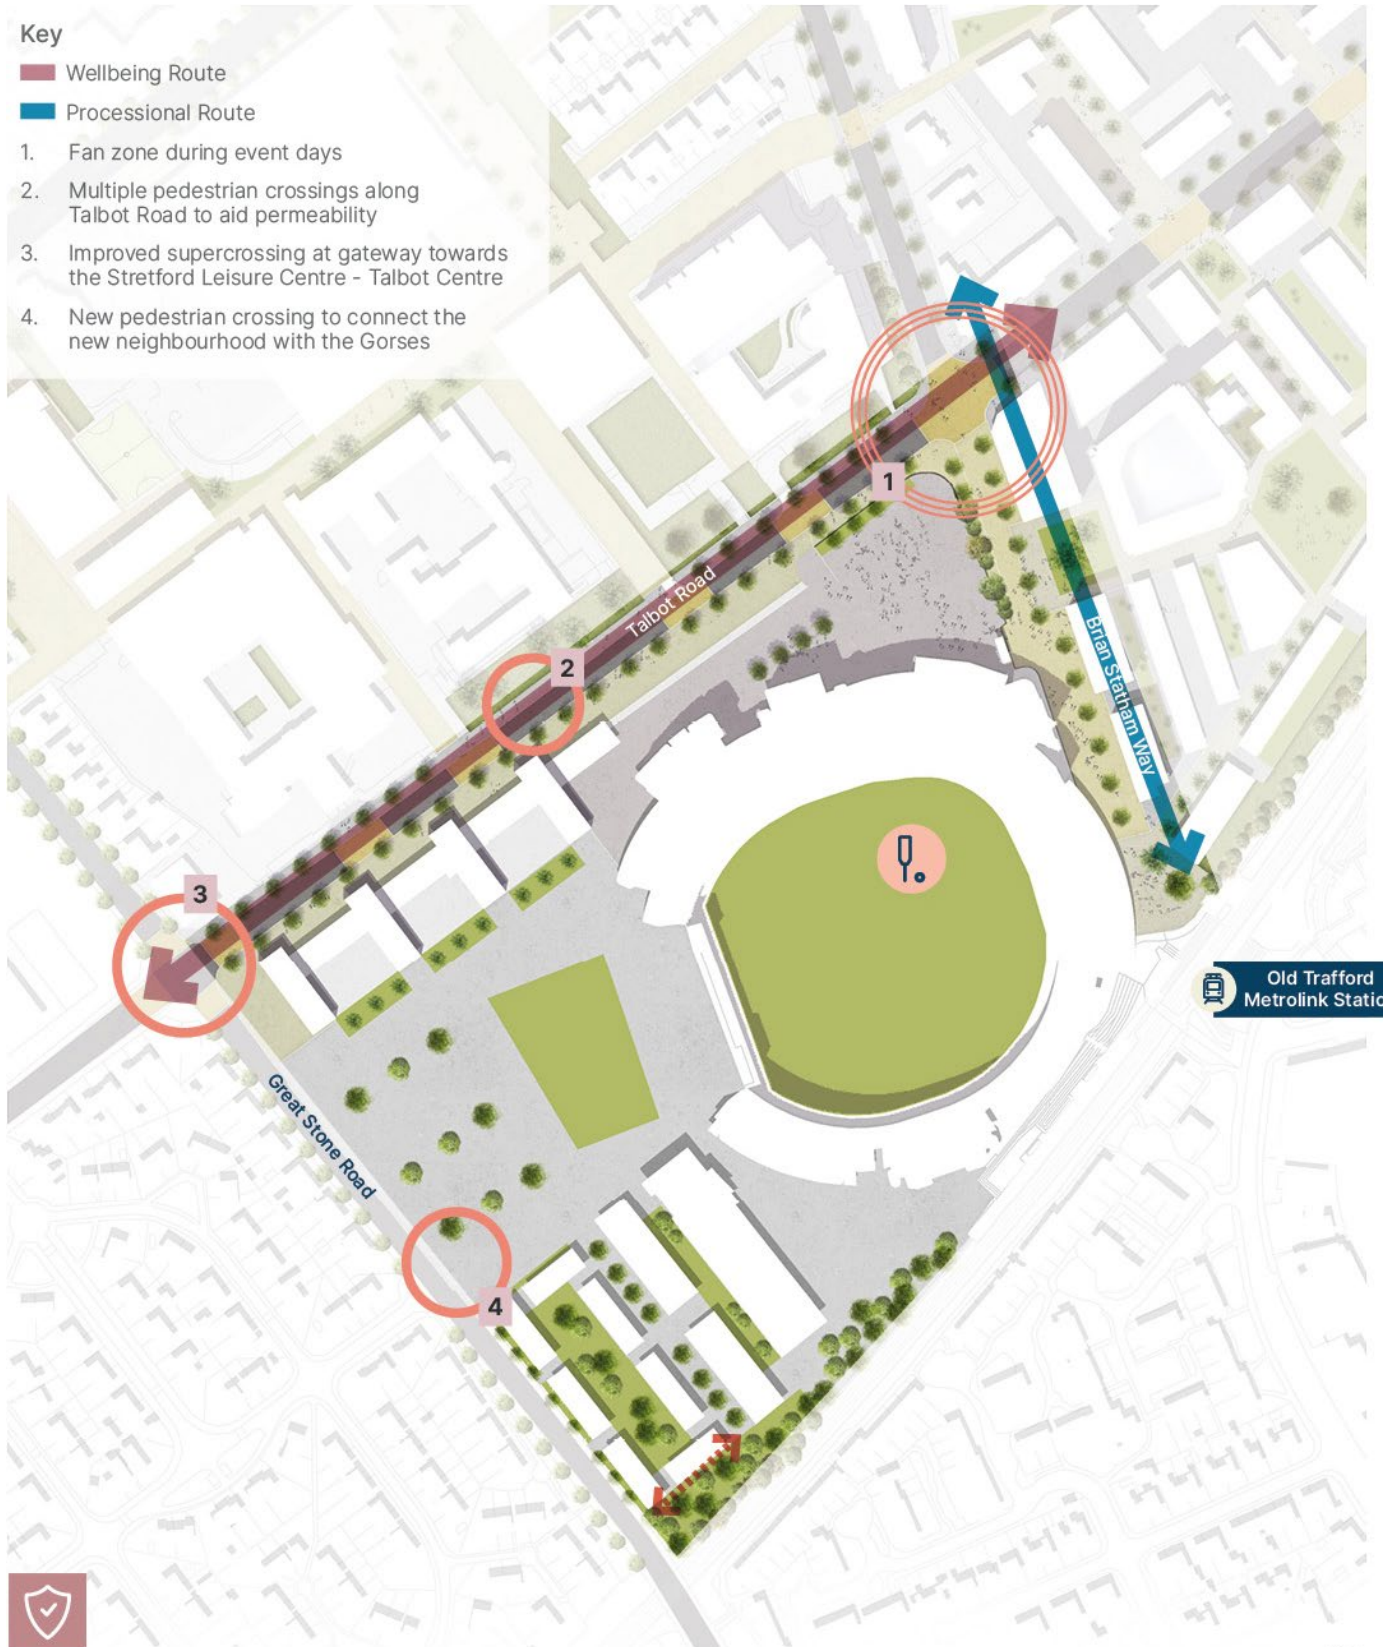 Key
Wellbeing Route
Processional Route
1. Fan zone during event days
2. Multiple pedestrian crossings along
Talbot Road to aid permeability
3. Improved supercrossing at gateway towards
the Stretford Leisure Centre - Talbot Centre
4. New pedestrian crossing to connect the
new neighbourhood with the Gorses
1
Talbot Road
2
Brian Statham Way
3
Old Trafford
Metrolink Statio
Great Stone Road
4